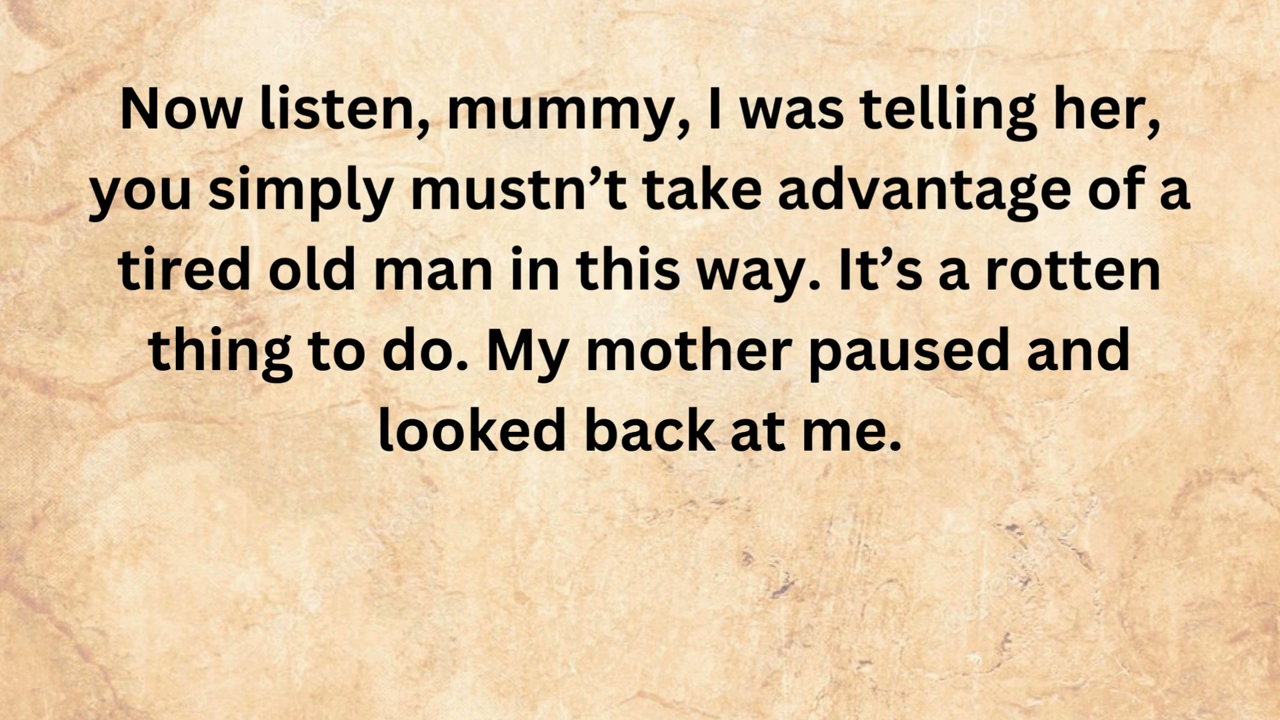 Now listen, mummy, I was telling her,
you simply mustn’t take advantage of a
tired old man in this way. It’s a rotten
thing to do. My mother paused and
looked back at me.